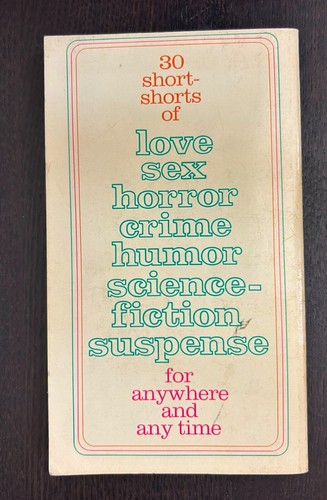 30
short-
shorts
of
love
sex
horror
crime
humor
science-
fiction
suspense
for
anywhere
and
any time